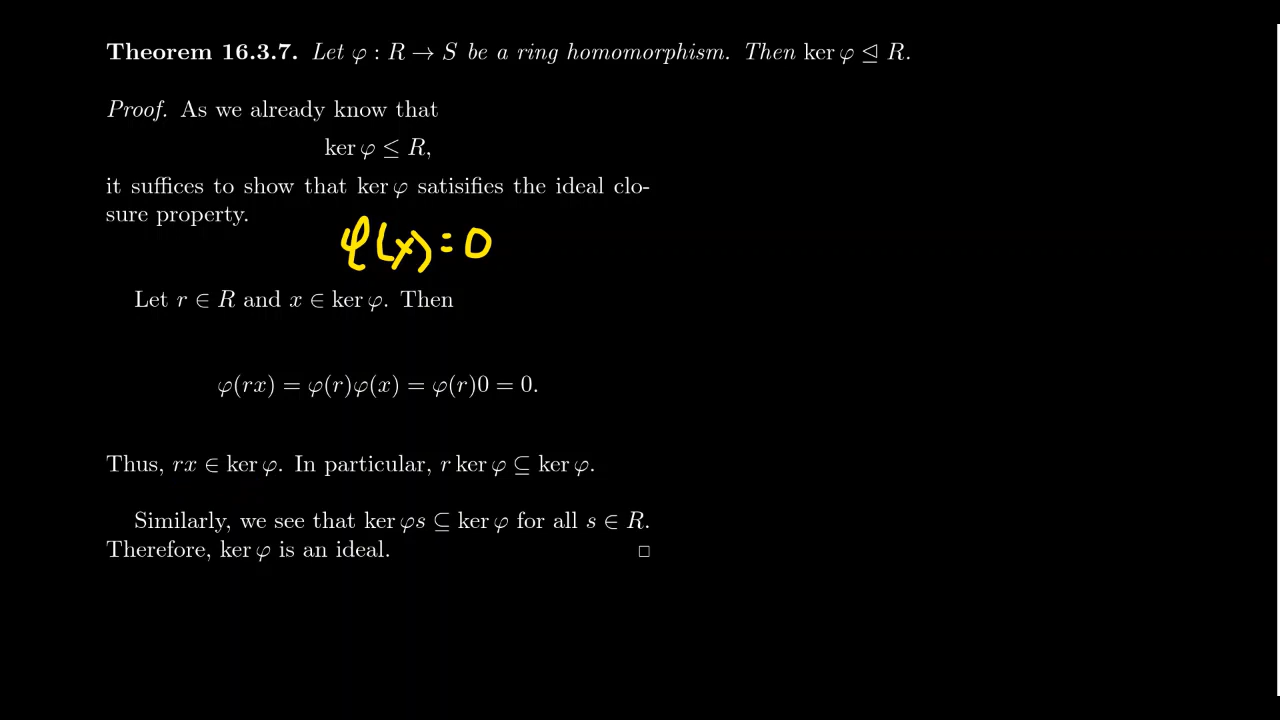 Theorem 16.3.7. Let φ : R → S be a ring homomorphism. Then ker φ ⊴ R.
Proof. As we already know that
ker φ ≤ R,
it suffices to show that ker φ satisifies the ideal clo-
sure property.
φ(x) = 0
Let r ∈ R and x ∈ ker φ. Then
φ(rx) = φ(r)φ(x) = φ(r)0 = 0.
Thus, rx ∈ ker φ. In particular, r ker φ ⊆ ker φ.
Similarly, we see that ker φs ⊆ ker φ for all s ∈ R.
Therefore, ker φ is an ideal. □